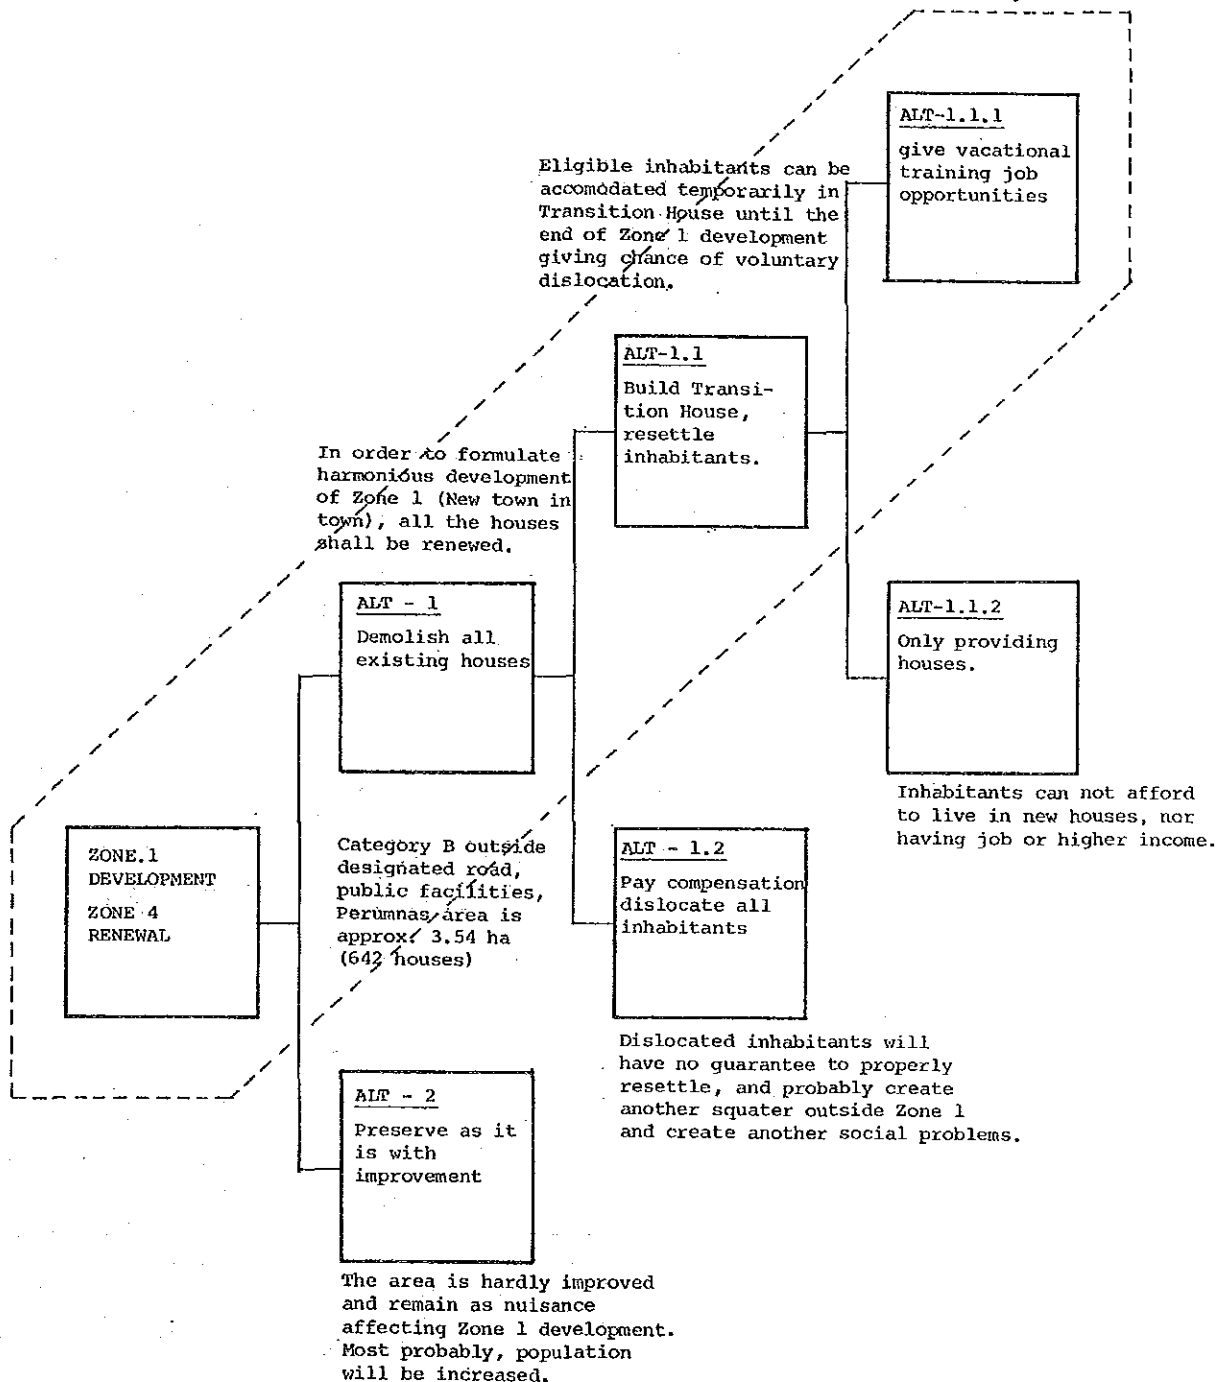 ALT-1.1.1
give vacational
training job
opportunities
Eligible inhabitants can be
accomodated temporarily in
Transition House until the
end of Zone 1 development
giving chance of voluntary
dislocation.
ALT-1.1
Build Transi-
tion House,
resettle
inhabitants.
In order to formulate
harmonious development
of Zone 1 (New town in
town), all the houses
shall be renewed.
ALT - 1
Demolish all
existing houses
ALT-1.1.2
Only providing
houses.
Inhabitants can not afford
to live in new houses, nor
having job or higher income.
ZONE.1
DEVELOPMENT
ZONE 4
RENEWAL
Category B outside
designated road,
public facilities,
Perumnas area is
approx. 3.54 ha
(642 houses)
ALT - 1.2
Pay compensation
dislocate all
inhabitants
Dislocated inhabitants will
have no guarantee to properly
resettle, and probably create
another squater outside Zone 1
and create another social problems.
ALT - 2
Preserve as it
is with
improvement
The area is hardly improved
and remain as nuisance
affecting Zone 1 development.
Most probably, population
will be increased.